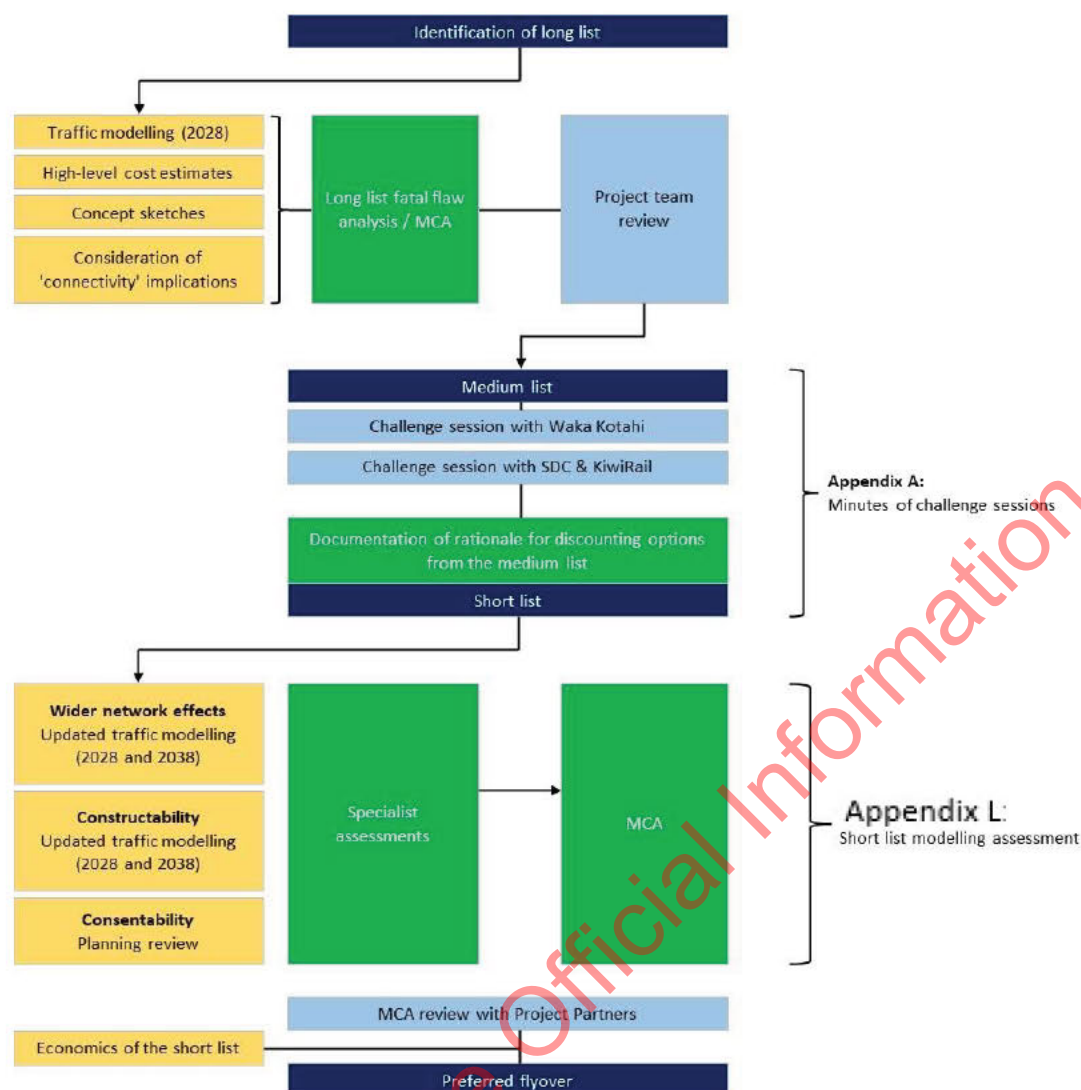 Identification of long list
Traffic modelling (2028)
High-level cost estimates
Concept sketches
Consideration of
'connectivity' implications
Long list fatal flaw
analysis / MCA
Project team
review
Medium list
Challenge session with Waka Kotahi
Challenge session with SDC & KiwiRail
Documentation of rationale for discounting options
from the medium list
Short list
Appendix A:
Minutes of challenge sessions
Wider network effects
Updated traffic modelling
(2028 and 2038)
Constructability
Updated traffic modelling
(2028 and 2038)
Consentability
Planning review
Specialist
assessments
MCA
Appendix L:
Short list modelling assessment
MCA review with Project Partners
Economics of the short list
Preferred flyover
Official Information